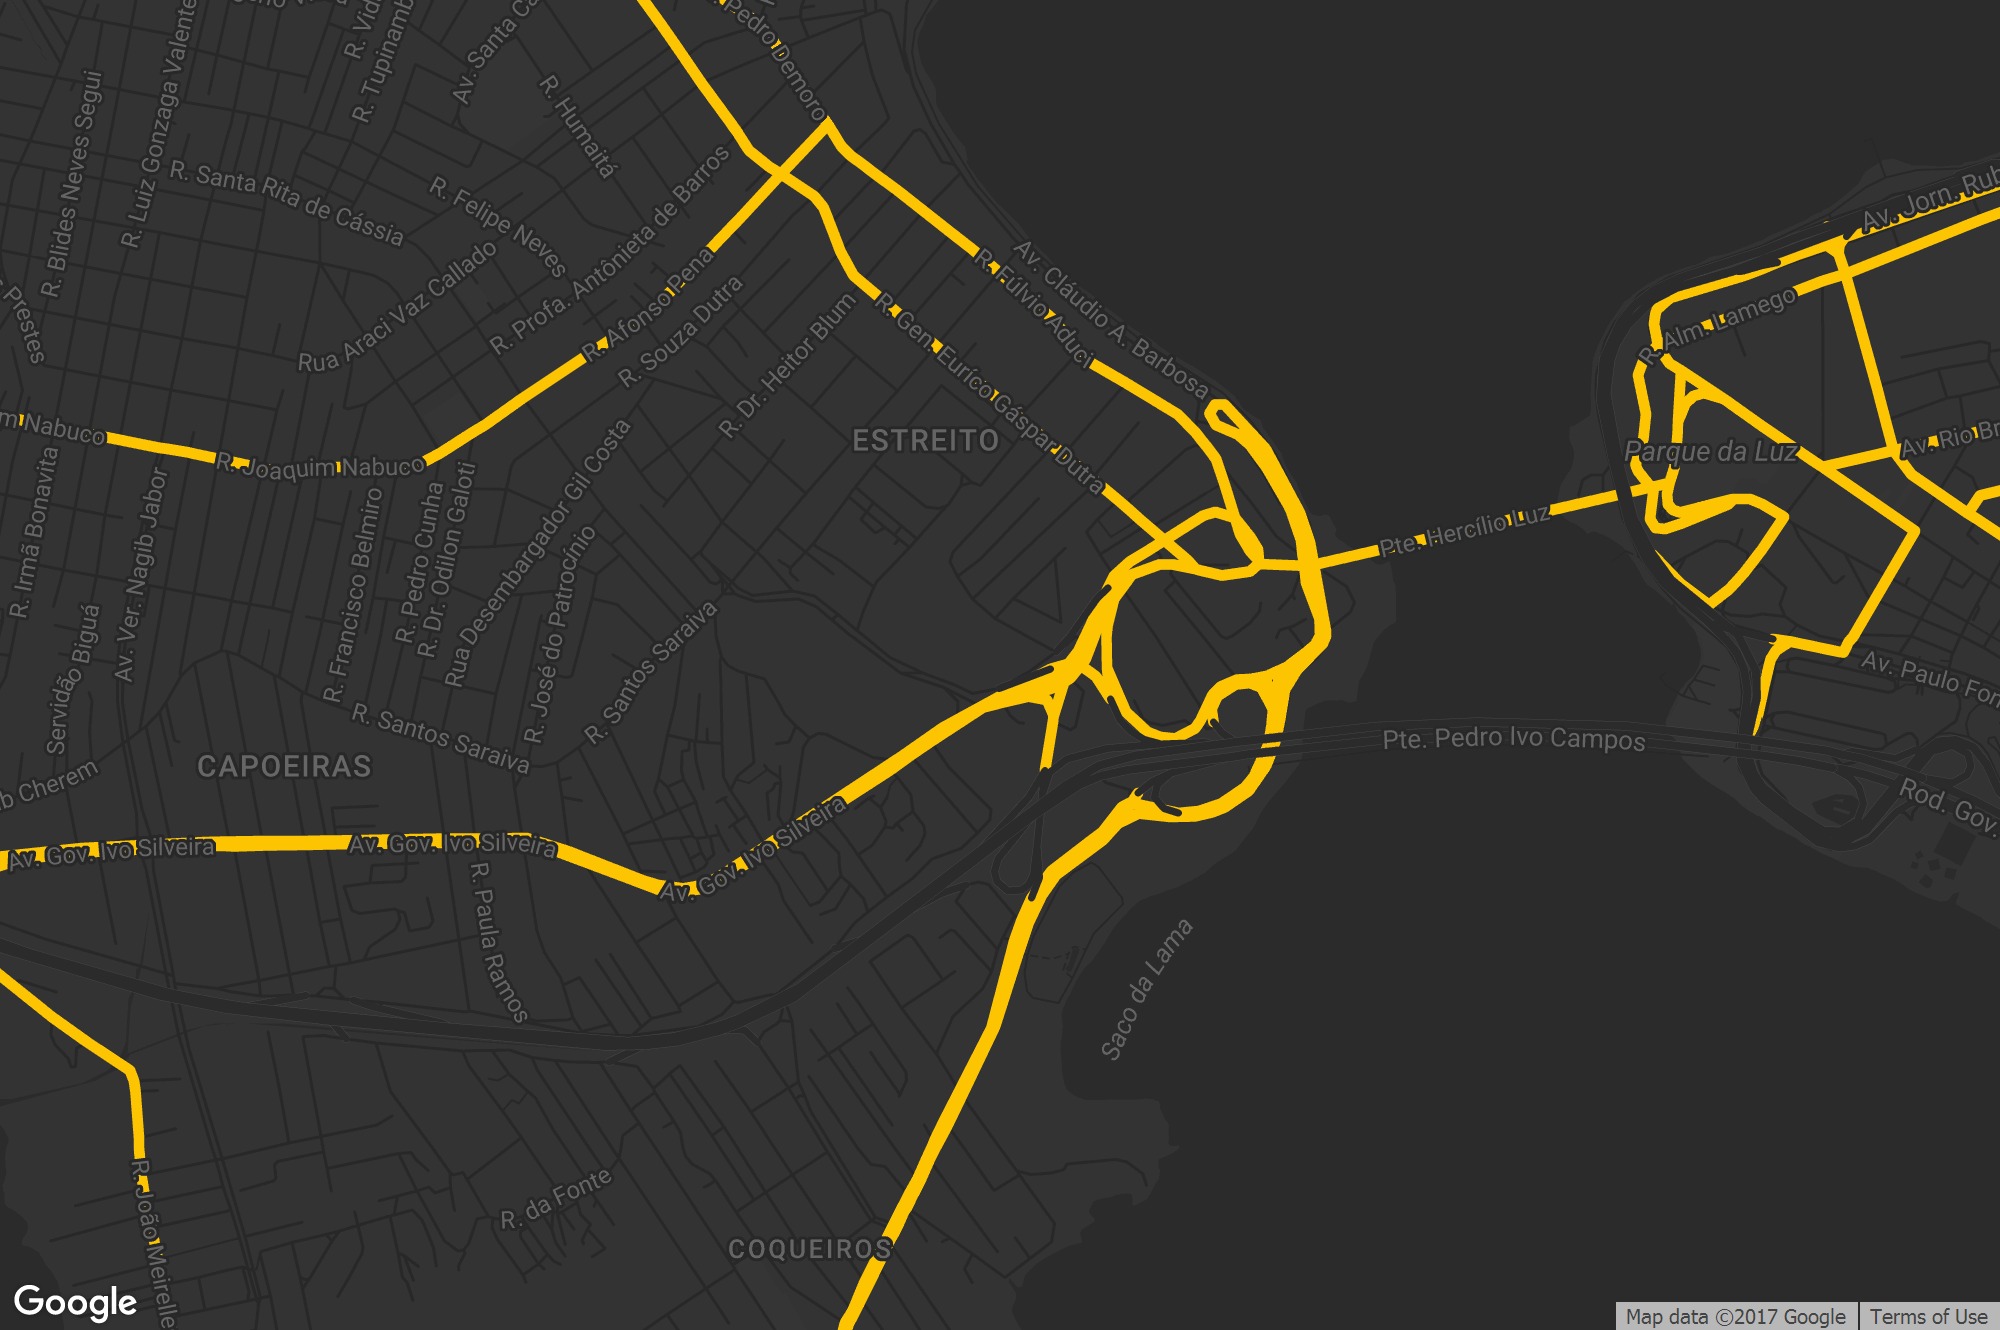 R. Tupinamb
Av. Santa Ca
R. Pedro Demoro
R. Luiz Gonzaga Valente
R. Blides Neves Segui
R. Humaitá
R. Santa Rita de Cássia
R. Felipe Neves
R. Profa. Antônieta de Barros
Av. Jorn. Rub
Rua Araci Vaz Callado
R. Afonso Pena
R. Souza Dutra
R. Dr. Heitor Blum
R. Gen. Eurico Gaspar Dutra
R. Fúlvio Aduci
Av. Cláudio A. Barbosa
R. Alm. Lamego
Prestes
m Nabuco
R. Joaquim Nabuco
ESTREITO
Parque da Luz
Av. Rio Br
R. Irmã Bonavita
Av. Ver. Nagib Jabor
R. Francisco Belmiro
R. Pedro Cunha
R. Dr. Odilon Galoti
Rua Desembargador Gil Costa
R. José do Patrocínio
Pte. Hercílio Luz
Servidão Biguá
R. Santos Saraiva
R. Santos Saraiva
Av. Paulo Fon
CAPOEIRAS
b Cherem
Pte. Pedro Ivo Campos
Rod. Gov.
Av. Gov. Ivo Silveira
Av. Gov. Ivo Silveira
Av. Gov. Ivo Silveira
R. Paula Ramos
Saco da Lama
R. João Meirelle
R. da Fonte
COQUEIROS
Google
Map data ©2017 Google
Terms of Use